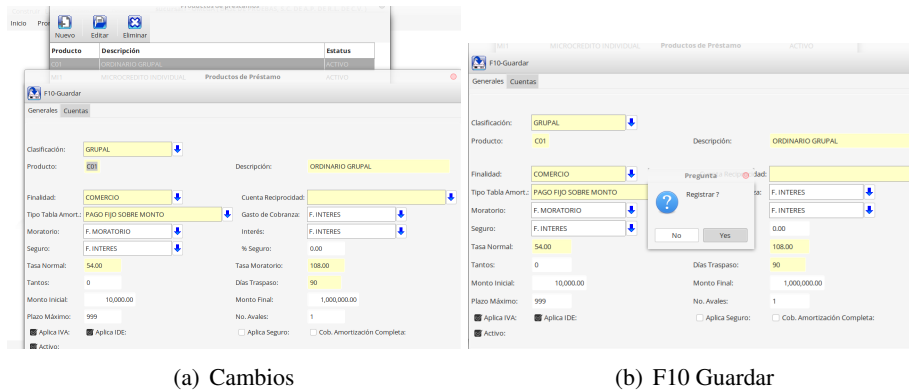 Productos de préstamo
Inicio
Nuevo Editar Eliminar
Producto Descripción Estatus
C01 ORDINARIO GRUPAL ACTIVO
MI1 MICROCREDITO INDIVIDUAL Productos de Préstamo ACTIVO
F10-Guardar
Generales Cuentas
Clasificación: GRUPAL
Producto: C01 Descripción: ORDINARIO GRUPAL
Finalidad: COMERCIO Cuenta Reciprocidad:
Tipo Tabla Amort.: PAGO FIJO SOBRE MONTO Gasto de Cobranza: F. INTERES
Moratorio: F. MORATORIO Interés: F. INTERES
Seguro: F. INTERES % Seguro: 0.00
Tasa Normal: 54.00 Tasa Moratorio: 108.00
Tantos: 0 Días Traspaso: 90
Monto Inicial: 10,000.00 Monto Final: 1,000,000.00
Plazo Máximo: 999 No. Avales: 1
Aplica IVA: Aplica IDE: Aplica Seguro: Cob. Amortización Completa:
Activo:
(a) Cambios
MI1 MICROCREDITO INDIVIDUAL Productos de Préstamo ACTIVO
F10-Guardar
Generales Cuentas
Clasificación: GRUPAL
Producto: C01 Descripción: ORDINARIO GRUPAL
Finalidad: COMERCIO dad:
Tipo Tabla Amort.: PAGO FIJO SOBRE MONTO F. INTERES
Moratorio: F. MORATORIO F. INTERES
Seguro: F. INTERES 0.00
Pregunta
Registrar ?
No Yes
Tasa Normal: 54.00 108.00
Tantos: 0 Días Traspaso: 90
Monto Inicial: 10,000.00 Monto Final: 1,000,000.00
Plazo Máximo: 999 No. Avales: 1
Aplica IVA: Aplica IDE: Aplica Seguro: Cob. Amortización Completa:
Activo:
(b) F10 Guardar